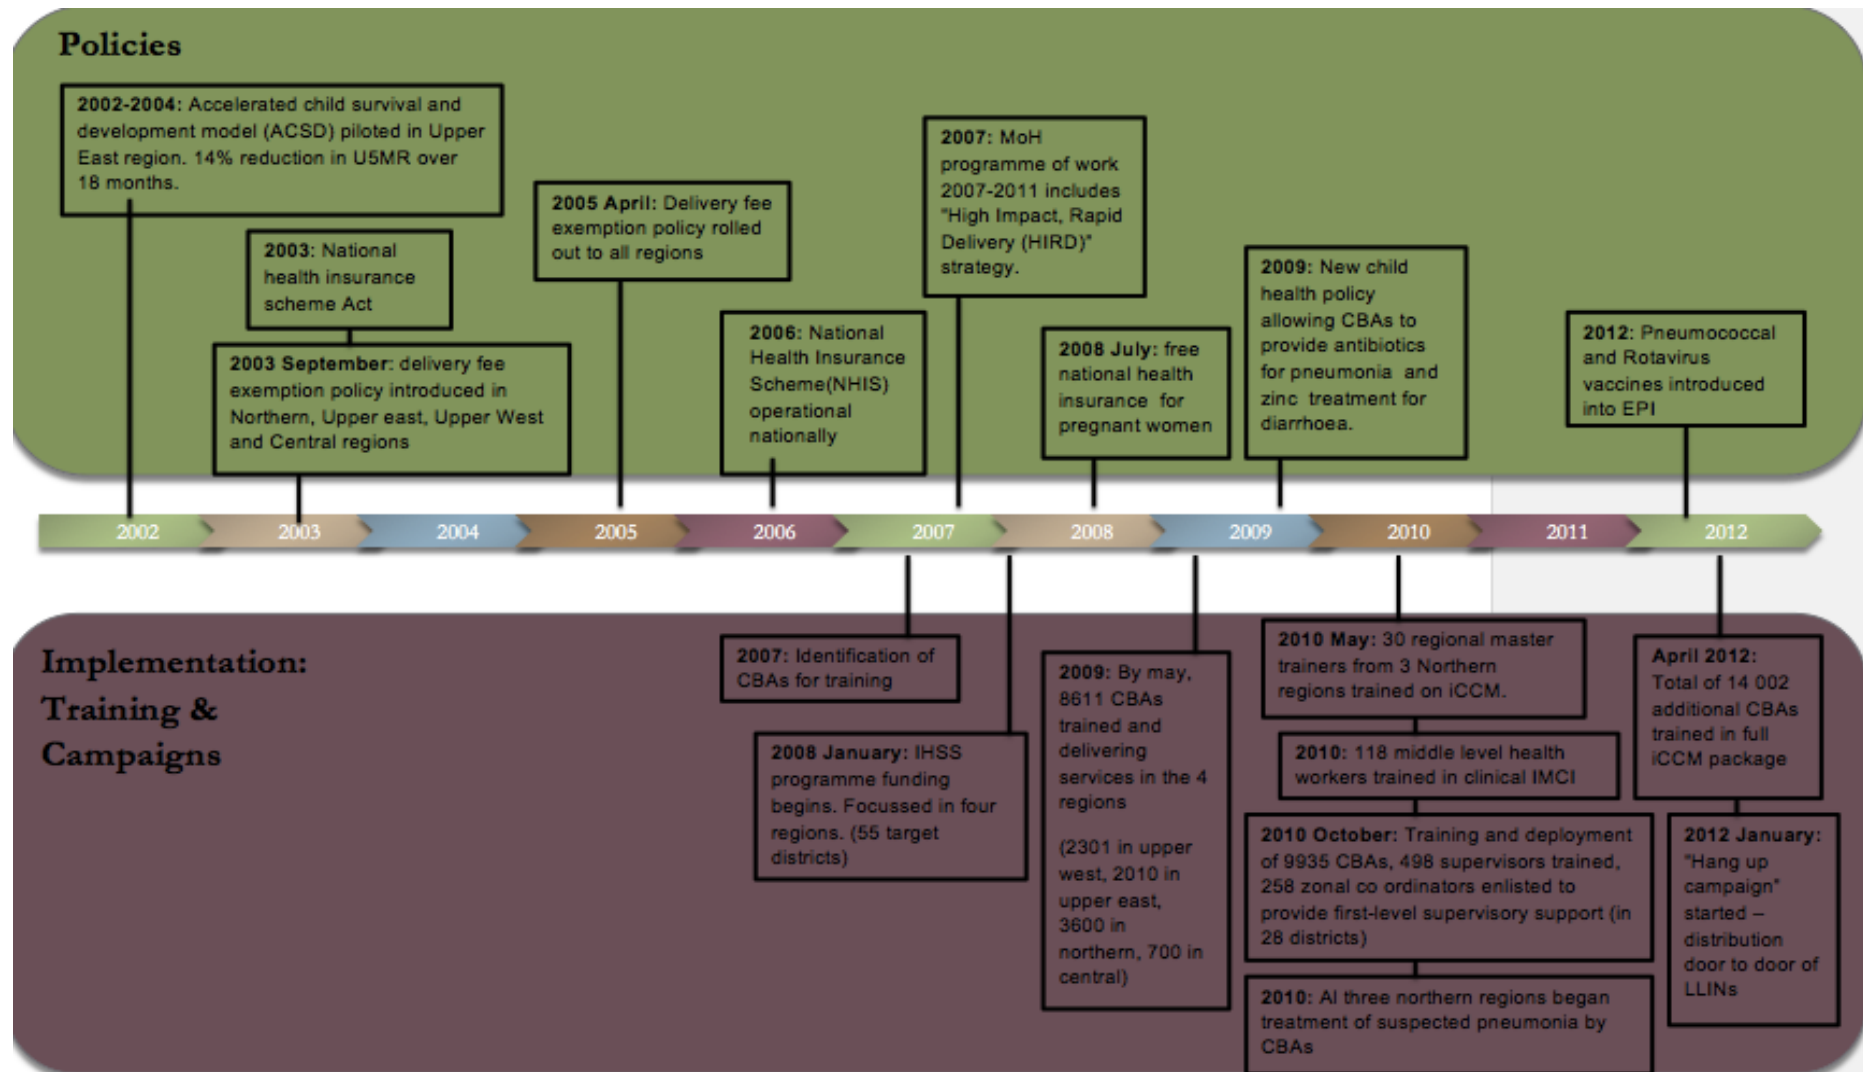 Policies
2002-2004: Accelerated child survival and
development model (ACSD) piloted in Upper
East region. 14% reduction in U5MR over
18 months.
2003: National
health insurance
scheme Act
2003 September: delivery fee
exemption policy introduced in
Northern, Upper east, Upper West
and Central regions
2005 April: Delivery fee
exemption policy rolled
out to all regions
2006: National
Health Insurance
Scheme(NHIS)
operational
nationally
2007: MoH
programme of work
2007-2011 includes
"High Impact, Rapid
Delivery (HIRD)"
strategy.
2008 July: free
national health
insurance for
pregnant women
2009: New child
health policy
allowing CBAs to
provide antibiotics
for pneumonia and
zinc treatment for
diarrhoea.
2012: Pneumococcal
and Rotavirus
vaccines introduced
into EPI
2002 2003 2004 2005 2006 2007 2008 2009 2010 2011 2012
Implementation:
Training &
Campaigns
2007: Identification of
CBAs for training
2008 January: IHSS
programme funding
begins. Focussed in four
regions. (55 target
districts)
2009: By may,
8611 CBAs
trained and
delivering
services in the 4
regions
(2301 in upper
west, 2010 in
upper east,
3600 in
northern, 700 in
central)
2010 May: 30 regional master
trainers from 3 Northern
regions trained on iCCM.
2010: 118 middle level health
workers trained in clinical IMCI
2010 October: Training and deployment
of 9935 CBAs, 498 supervisors trained,
258 zonal co ordinators enlisted to
provide first-level supervisory support (in
28 districts)
2010: Al three northern regions began
treatment of suspected pneumonia by
CBAs
April 2012:
Total of 14 002
additional CBAs
trained in full
iCCM package
2012 January:
"Hang up
campaign"
started –
distribution
door to door of
LLINs